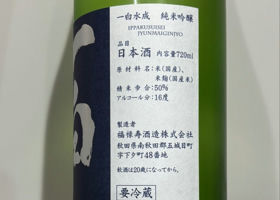 一白水成 純米吟醸
IPPAKUSUISEI
JYUNMAIGINJYO
品目
日本酒 内容量720ml
原材料名:米(国産)、
米麹(国産米)
精米歩合:50%
アルコール分:16度
製造者
福禄寿酒造株式会社
秋田県南秋田郡五城目町
字下夕町48番地
飲酒は20歳になってから。
要冷蔵